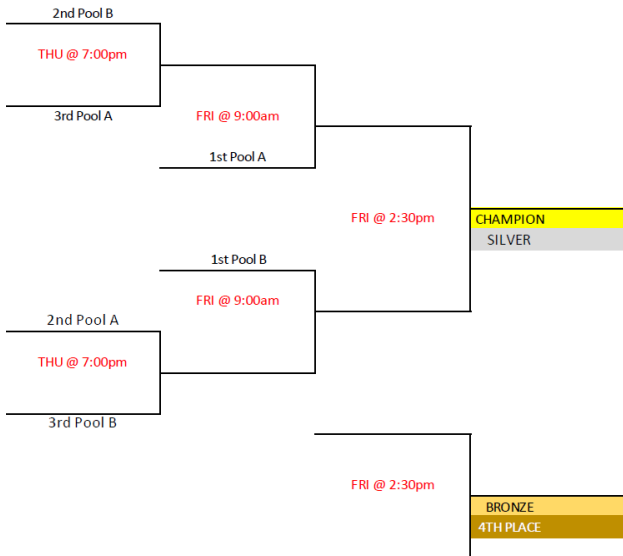 2nd Pool B
THU @ 7:00pm
3rd Pool A
FRI @ 9:00am
1st Pool A
FRI @ 2:30pm
CHAMPION
SILVER
1st Pool B
FRI @ 9:00am
2nd Pool A
THU @ 7:00pm
3rd Pool B
FRI @ 2:30pm
BRONZE
4TH PLACE